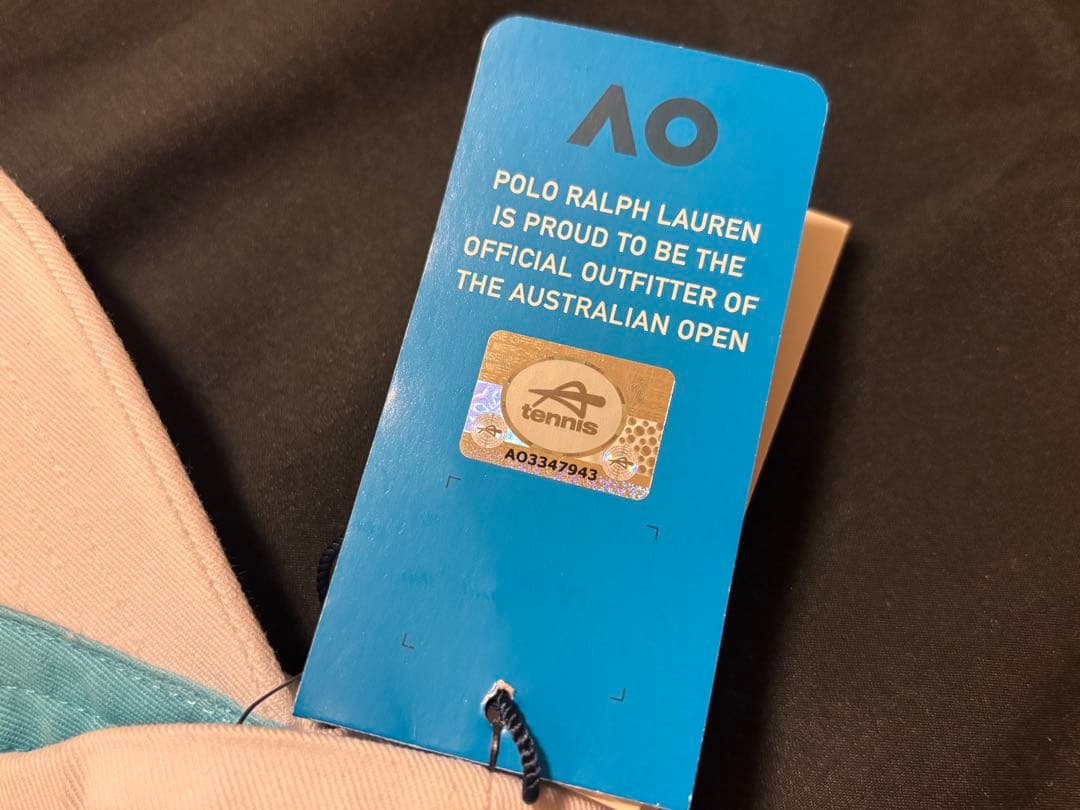 AO
POLO RALPH LAUREN
IS PROUD TO BE THE
OFFICIAL OUTFITTER OF
THE AUSTRALIAN OPEN
tennis
AO3347943